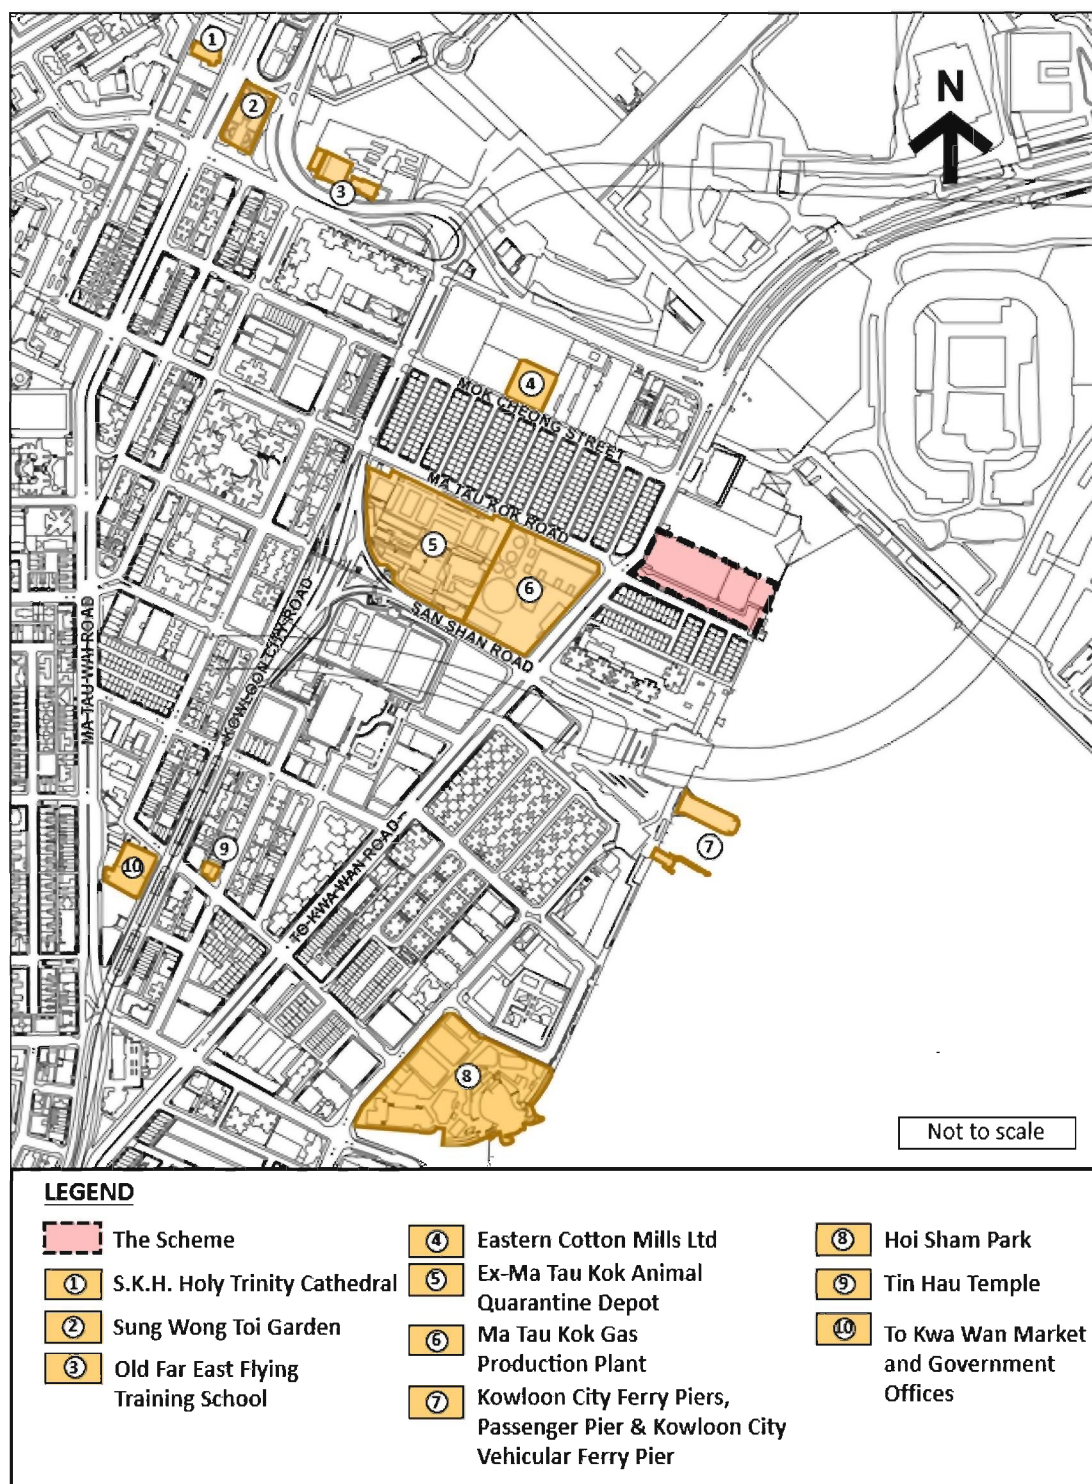 1
2
3
N
4
MOK CHEONG STREET
MA TAU KOK ROAD
5
6
SAN SHAN ROAD
KOWLOON CITY ROAD
MA TAU WAI ROAD
7
9
10
TO KWA WAN ROAD
8
Not to scale
LEGEND
The Scheme
1 S.K.H. Holy Trinity Cathedral
2 Sung Wong Toi Garden
3 Old Far East Flying
Training School
4 Eastern Cotton Mills Ltd
5 Ex-Ma Tau Kok Animal
Quarantine Depot
6 Ma Tau Kok Gas
Production Plant
7 Kowloon City Ferry Piers,
Passenger Pier & Kowloon City
Vehicular Ferry Pier
8 Hoi Sham Park
9 Tin Hau Temple
10 To Kwa Wan Market
and Government
Offices